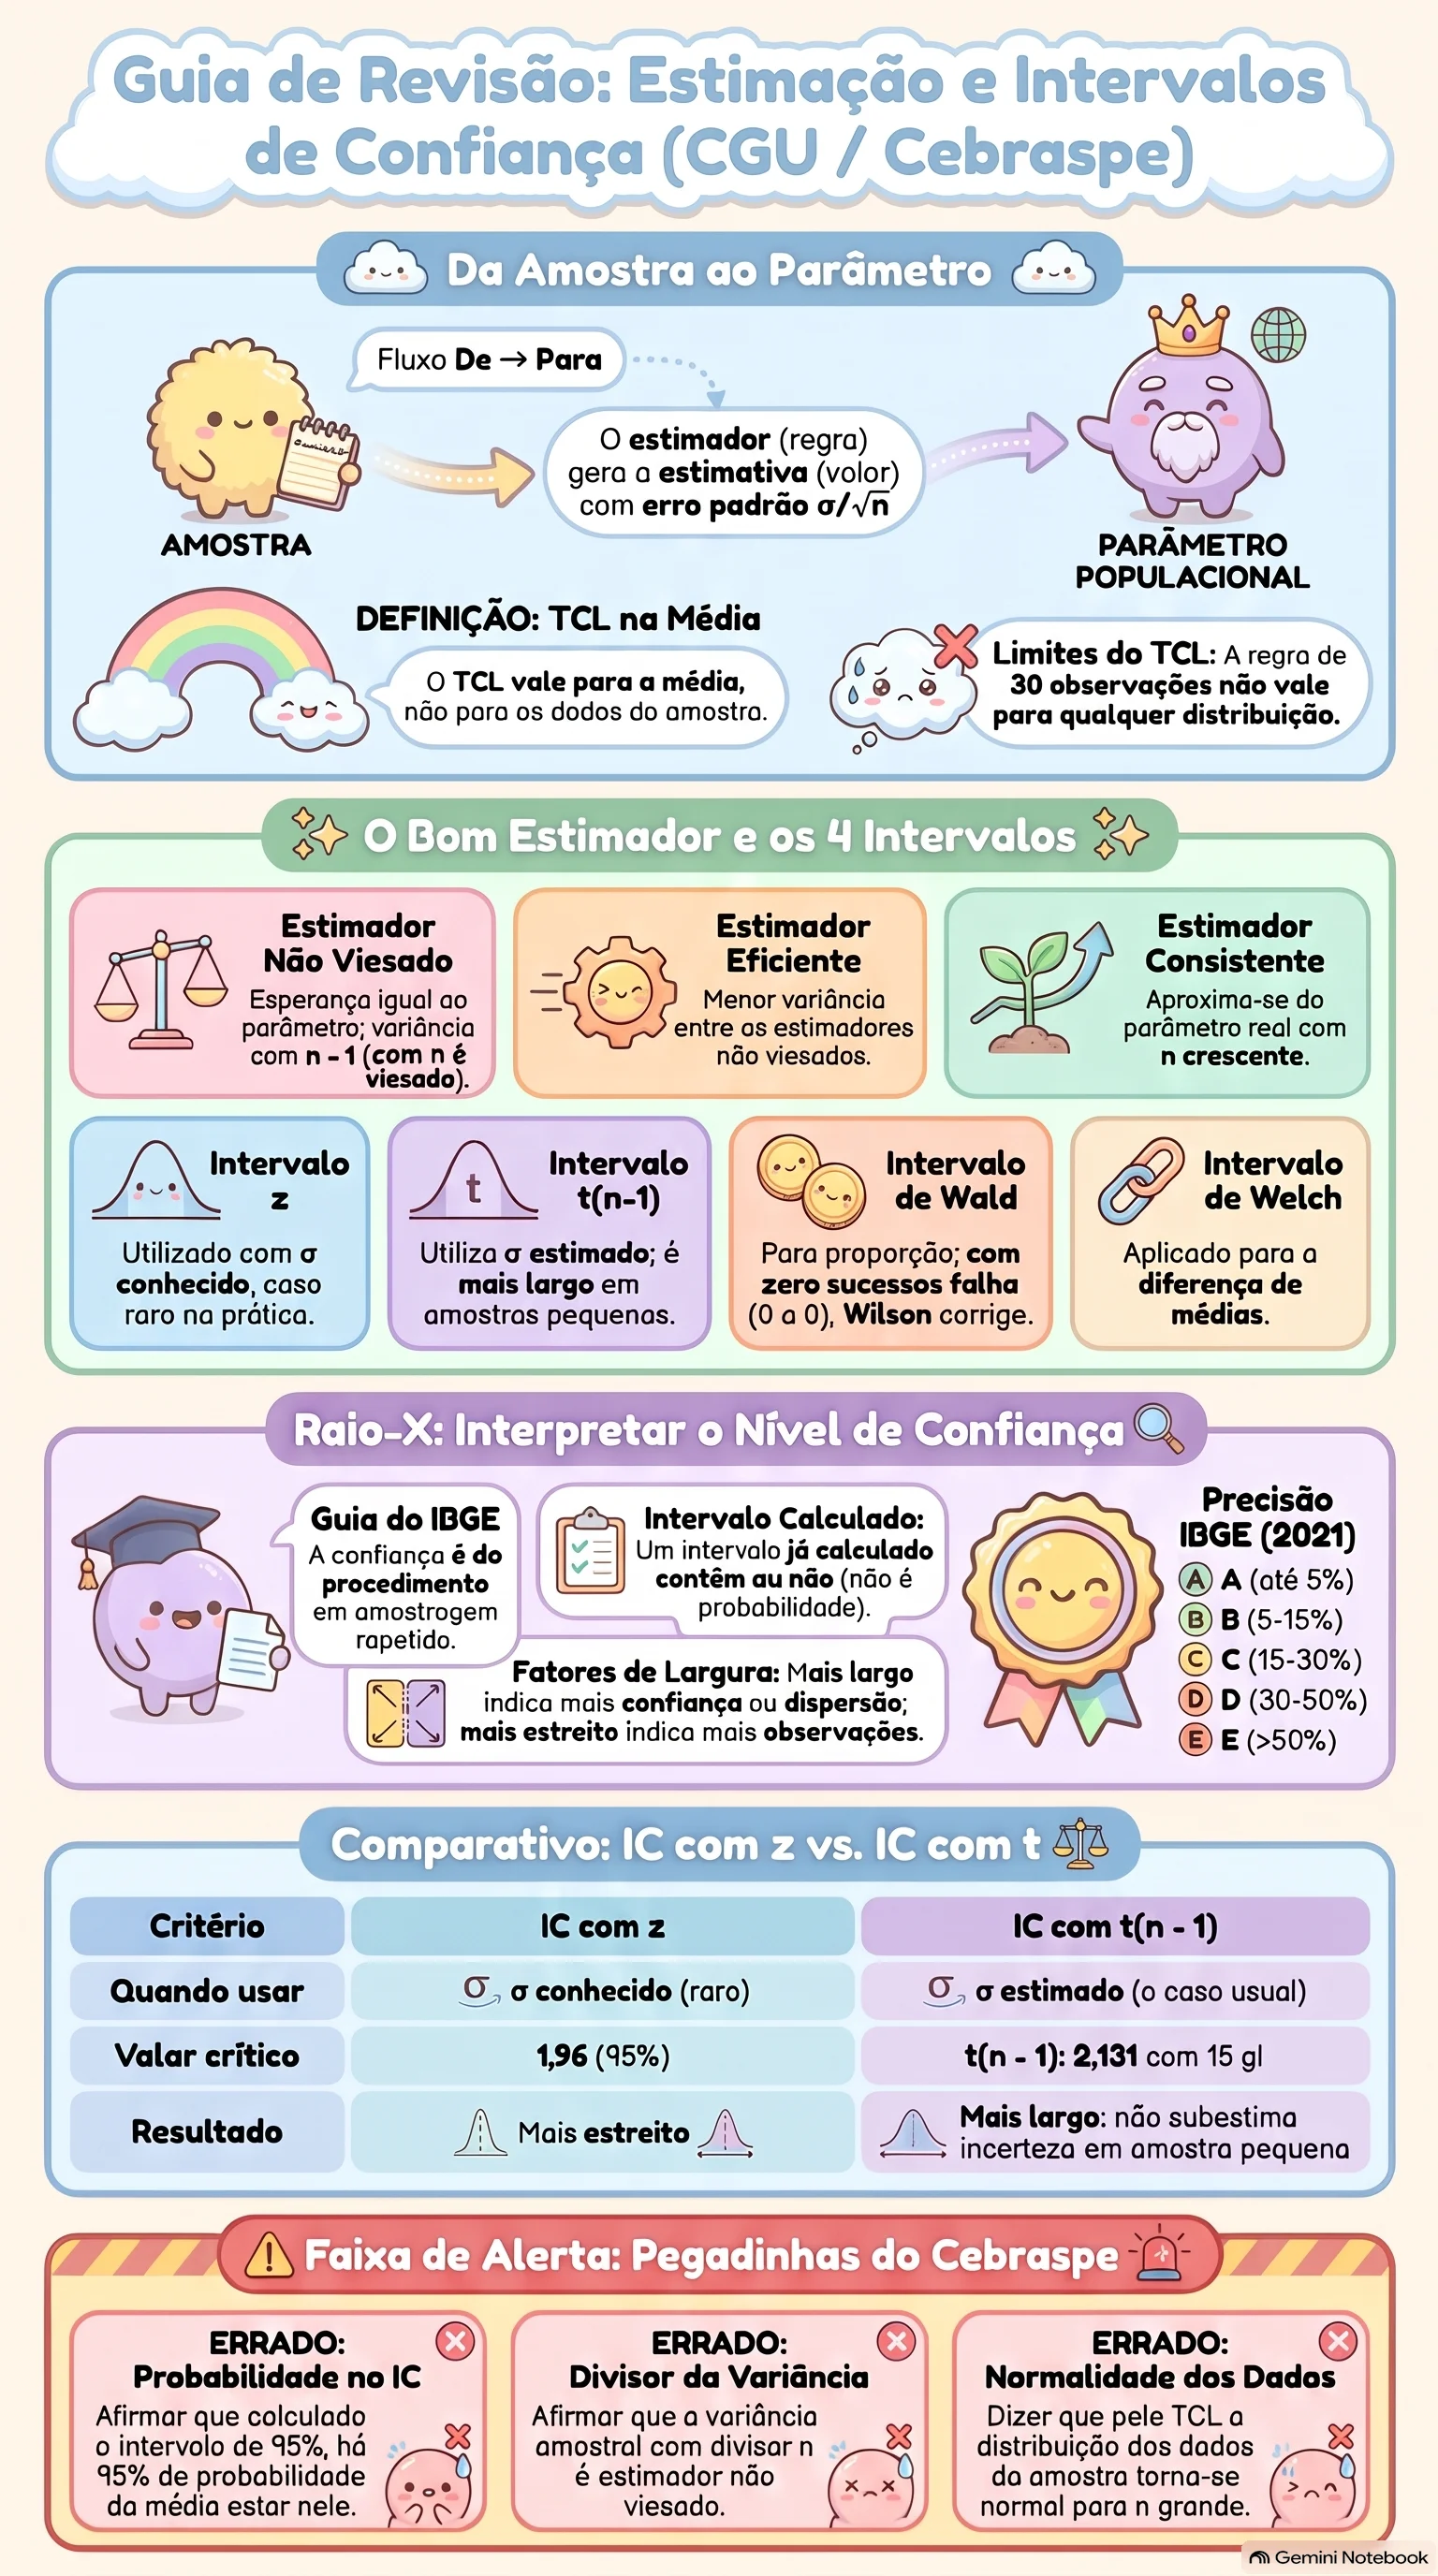 Guia de Revisão: Estimação e Intervalos
de Confiança (CGU / Cebraspe)
Da Amostra ao Parâmetro
Fluxo De → Para
O estimador (regra)
gera a estimativa (volor)
com erro padrão σ/√n
AMOSTRA
PARÃMETRO
POPULACIONAL
DEFINIÇÃO: TCL na Média
O TCL vale para a média,
não para os dodos do amostra.
Limites do TCL: A regra de
30 observações não vale
para qualquer distribuição.
O Bom Estimador e os 4 Intervalos
Estimador
Não Viesado
Esperança igual ao
parâmetro; variância
com n - 1 (com n é
viesado).
Estimador
Eficiente
Menor variância
entre os estimadores
não viesados.
Estimador
Consistente
Aproxima-se do
parâmetro real com
n crescente.
Intervalo
z
Utilizado com σ
conhecido, caso
raro na prática.
t
Intervalo
t(n-1)
Utiliza σ estimado; é
mais largo em
amostras pequenas.
Intervalo
de Wald
Para proporção; com
zero sucessos falha
(0 a 0), Wilson corrige.
Intervalo
de Welch
Aplicado para a
diferença de
médias.
Raio-X: Interpretar o Nível de Confiança
Guia do IBGE
A confiança é do
procedimento
em amostrogem
rapetido.
Intervalo Calculado:
Um intervalo já calculado
contêm au não (não é
probabilidade).
Fatores de Largura: Mais largo
indica mais confiança ou dispersão;
mais estreito indica mais observações.
Precisão
IBGE (2021)
A A (até 5%)
B B (5-15%)
C C (15-30%)
D D (30-50%)
E E (>50%)
Comparativo: IC com z vs. IC com t
Critério
IC com z
IC com t(n - 1)
Quando usar
σ σ conhecido (raro)
σ σ estimado (o caso usual)
Valar crítico
1,96 (95%)
t(n - 1): 2,131 com 15 gl
Resultado
Mais estreito
Mais largo: não subestima
incerteza em amostra pequena
Faixa de Alerta: Pegadinhas do Cebraspe
ERRADO:
Probabilidade no IC
Afirmar que calculado
o intervolo de 95%, há
95% de probabilidade
da média estar nele.
ERRADO:
Divisor da Variãncia
Afirmar que a variância
amostral com divisar n
é estimador não
viesado.
ERRADO:
Normalidade dos Dados
Dizer que pele TCL a
distribuição dos dados
da amostra torna-se
normal para n grande.
Gemini Notebook